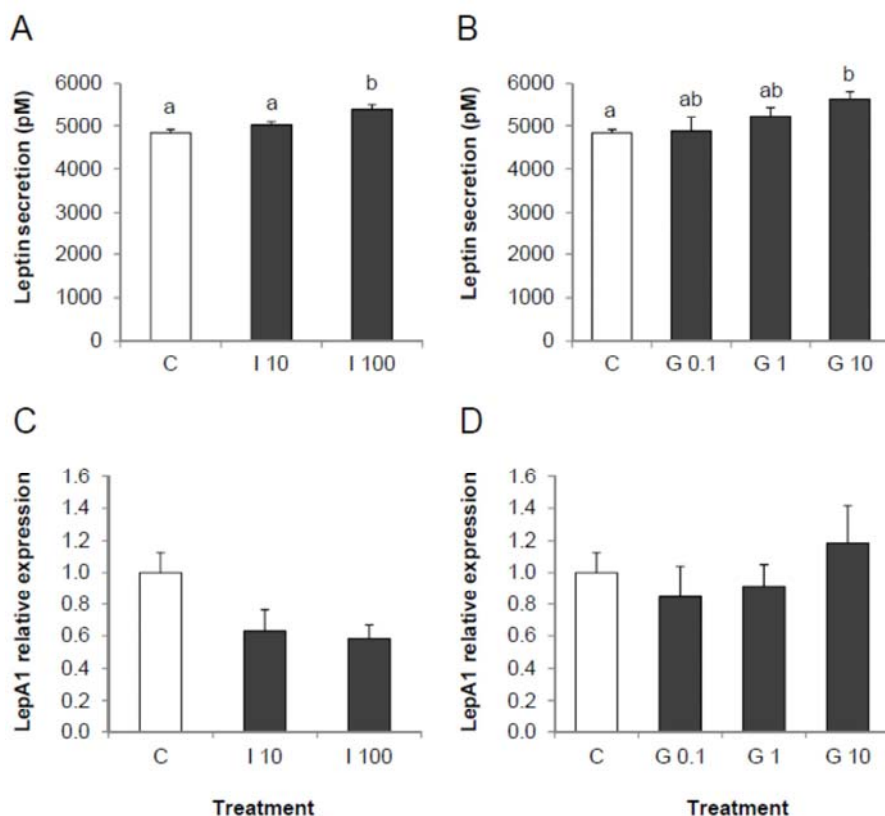 A
B
Leptin secretion (pM)
6000
5000
4000
3000
2000
1000
0
a
a
b
C
I 10
I 100
Leptin secretion (pM)
6000
5000
4000
3000
2000
1000
0
a
ab
ab
b
C
G 0.1
G 1
G 10
C
D
LepA1 relative expression
1.6
1.4
1.2
1.0
0.8
0.6
0.4
0.2
0.0
C
I 10
I 100
Treatment
LepA1 relative expression
1.6
1.4
1.2
1.0
0.8
0.6
0.4
0.2
0.0
C
G 0.1
G 1
G 10
Treatment